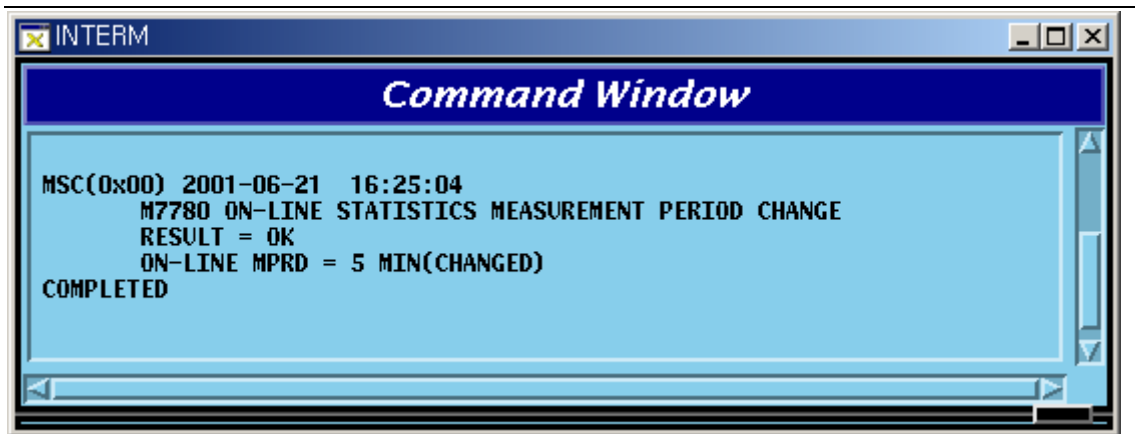 INTERM
Command Window
MSC(0x00) 2001-06-21 16:25:04
M7780 ON-LINE STATISTICS MEASUREMENT PERIOD CHANGE
RESULT = OK
ON-LINE MPRD = 5 MIN(CHANGED)
COMPLETED